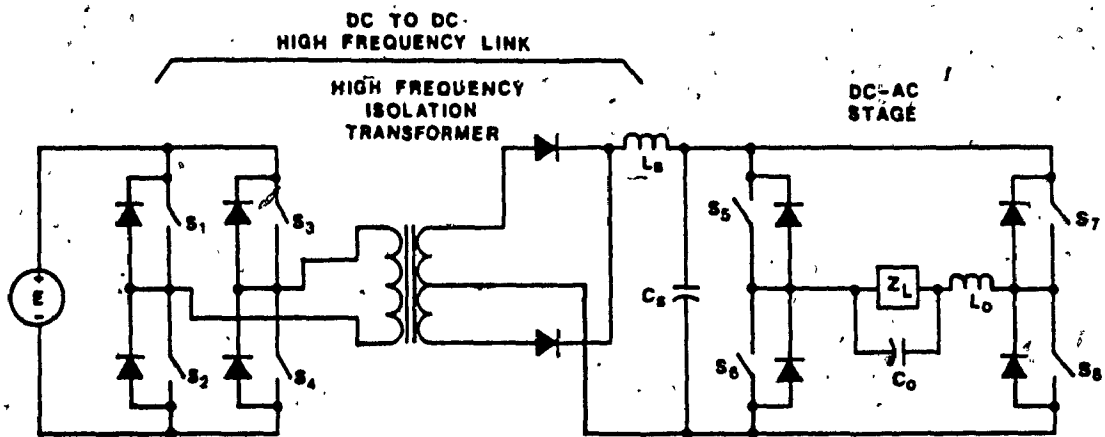 DC TO DC
HIGH FREQUENCY LINK
HIGH FREQUENCY
ISOLATION
TRANSFORMER
DC-AC
STAGE
Ls
S1
S3
S5
S7
+
E
-
Cs
ZL
Lo
Co
S2
S4
S6
S8